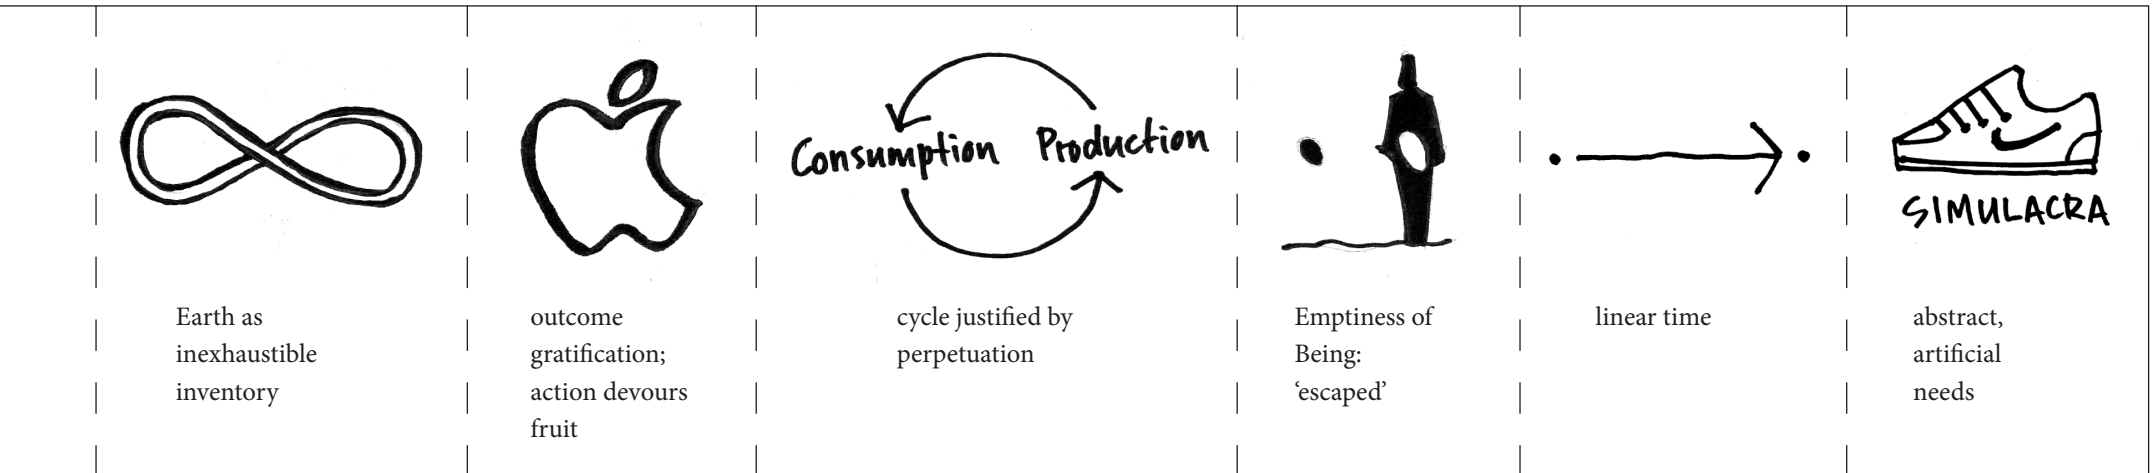 Consumption Production
SIMULACRA
Earth as
inexhaustible
inventory
outcome
gratification;
action devours
fruit
cycle justified by
perpetuation
Emptiness of
Being:
‘escaped’
linear time
abstract,
artificial
needs